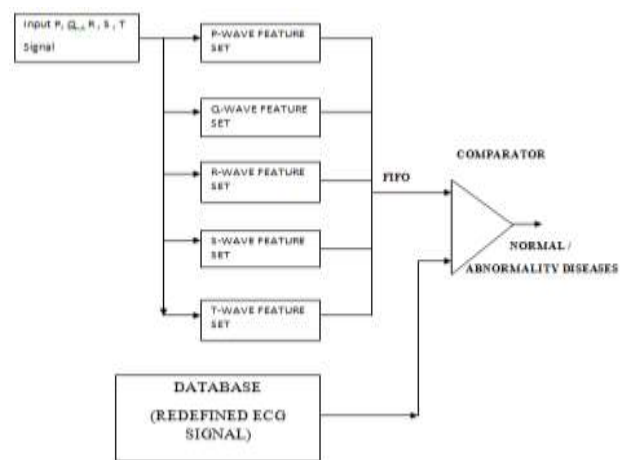 Input P, Q, R, S, T
Signal
P-WAVE FEATURE
SET
Q-WAVE FEATURE
SET
R-WAVE FEATURE
SET
S-WAVE FEATURE
SET
T-WAVE FEATURE
SET
COMPARATOR
FIFO
NORMAL /
ABNORMALITY DISEASES
DATABASE
(REDEFINED ECG
SIGNAL)